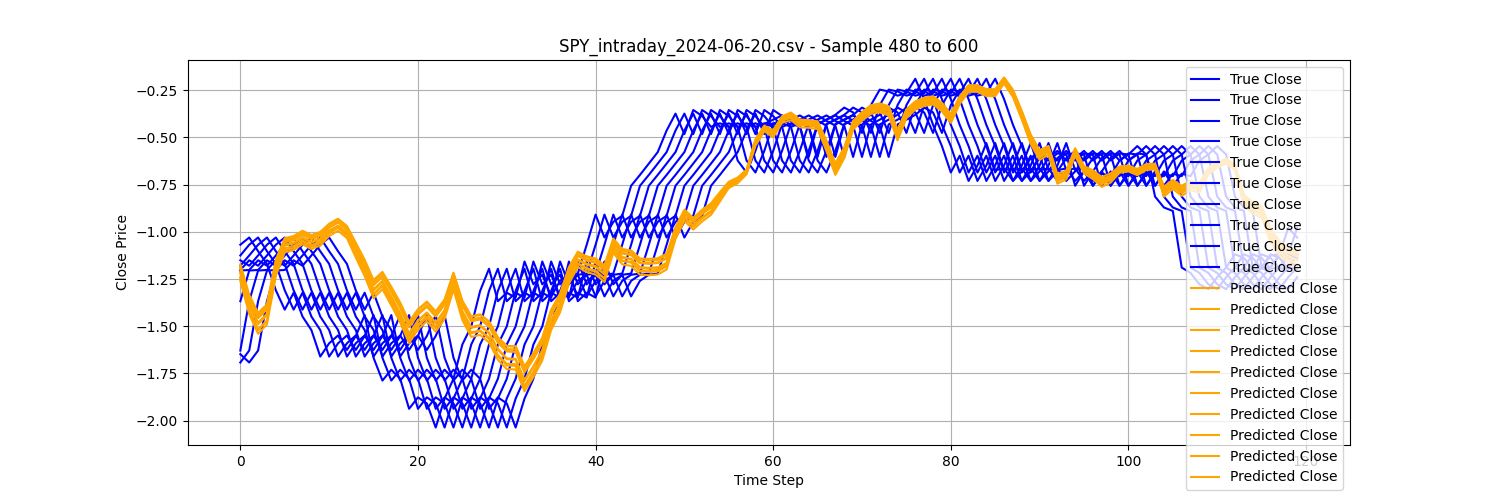 SPY_intraday_2024-06-20.csv - Sample 480 to 600
Close Price
−0.25
−0.50
−0.75
−1.00
−1.25
−1.50
−1.75
−2.00
True Close
True Close
True Close
True Close
True Close
True Close
True Close
True Close
True Close
True Close
Predicted Close
Predicted Close
Predicted Close
Predicted Close
Predicted Close
Predicted Close
Predicted Close
Predicted Close
Predicted Close
Predicted Close
0 20 40 60 80 100 120
Time Step